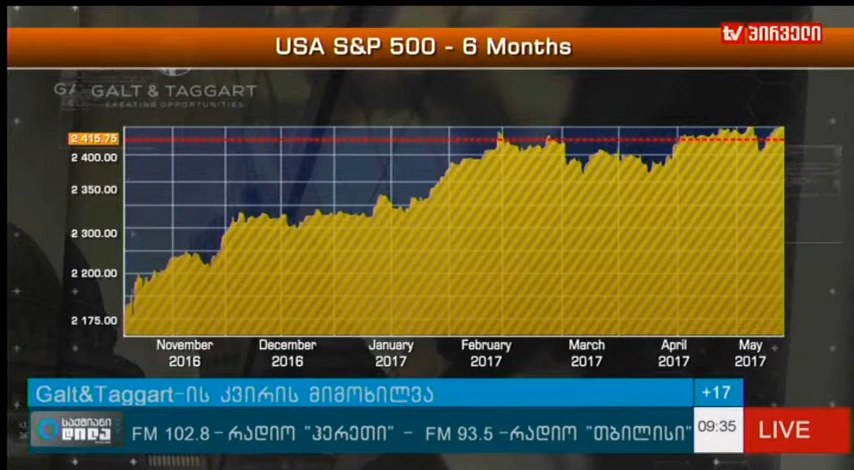 USA S&P 500 - 6 Months
tv პირველი
GALT & TAGGART
CREATING OPPORTUNITIES
2 415.75
2 400.00
2 350.00
2 300.00
2 200.00
2 175.00
November 2016
December 2016
January 2017
February 2017
March 2017
April 2017
May 2017
Galt&Taggart-ის კვირის მიმოხილვა
+17
საქმიანი
დილა
FM 102.8 – რადიო "ჰერეთი" – FM 93.5 – რადიო "თბილისი"
09:35
LIVE